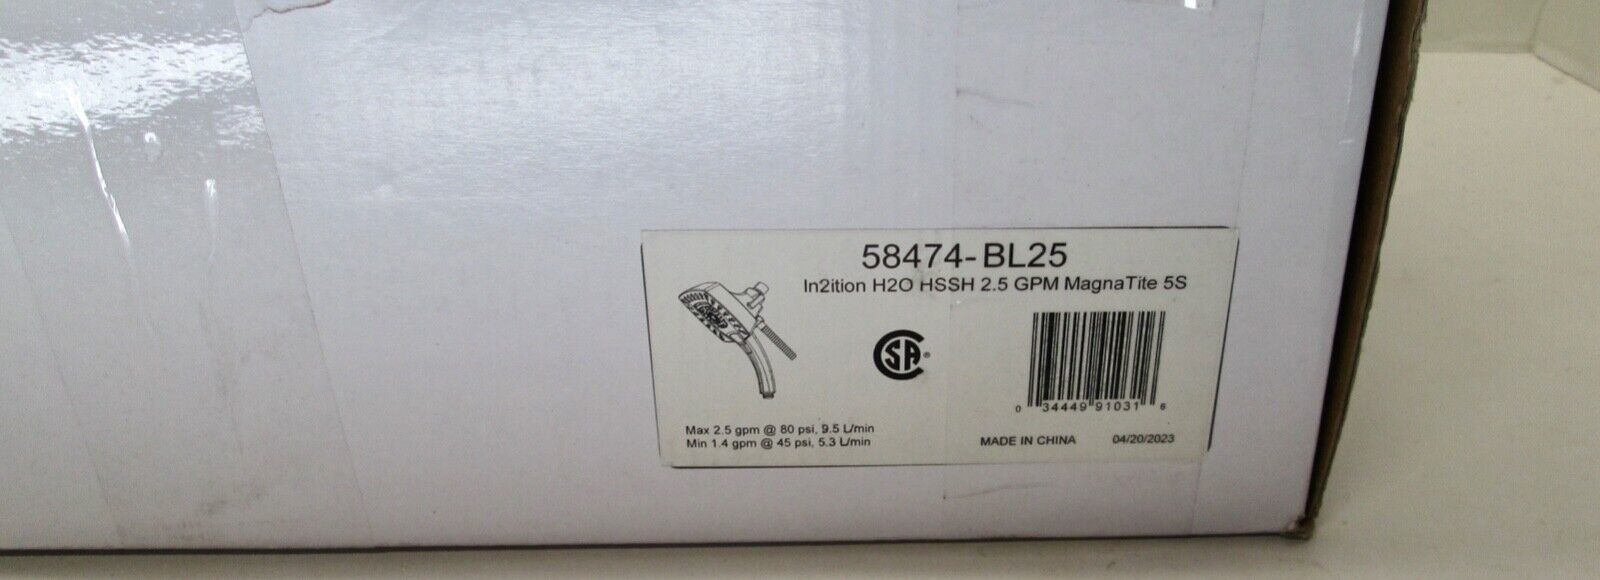 58474-BL25
In2ition H2O HSSH 2.5 GPM MagnaTite 5S
CSA®
0 34449 91031 6
Max 2.5 gpm @ 80 psi, 9.5 L/min
Min 1.4 gpm @ 45 psi, 5.3 L/min
MADE IN CHINA 04/20/2023